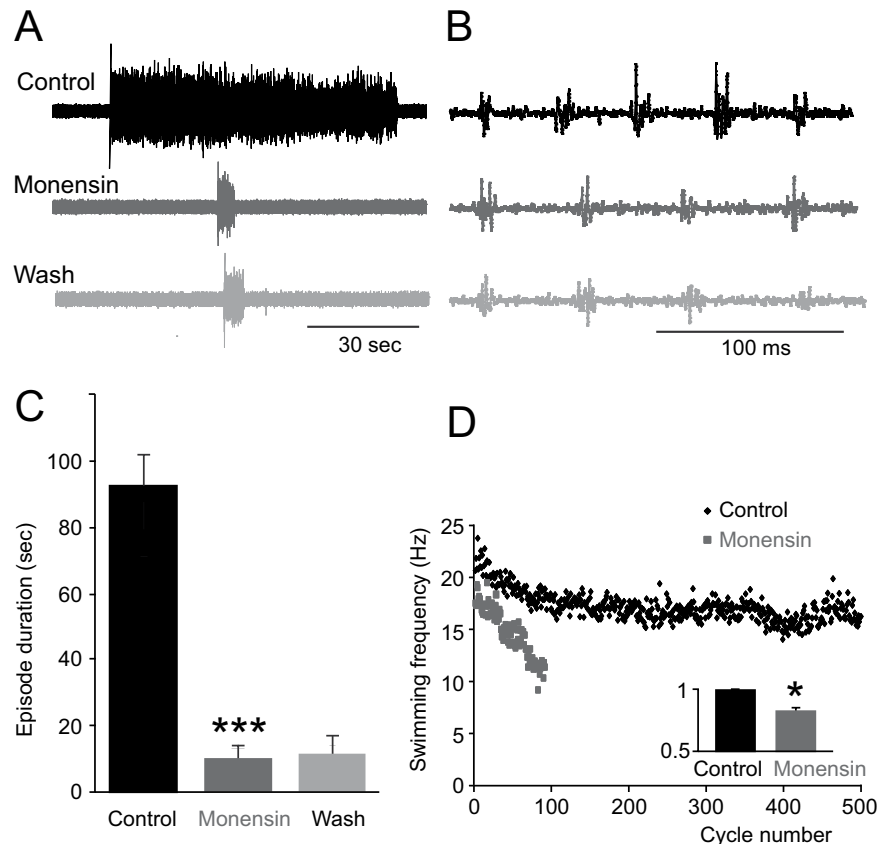 A
Control
Monensin
Wash
30 sec
B
100 ms
C
Episode duration (sec)
100
80
60
40
20
0
***
Control Monensin Wash
D
Control
Monensin
Swimming frequency (Hz)
25
20
15
10
5
0
1
*
0.5
Control Monensin
0 100 200 300 400 500
Cycle number